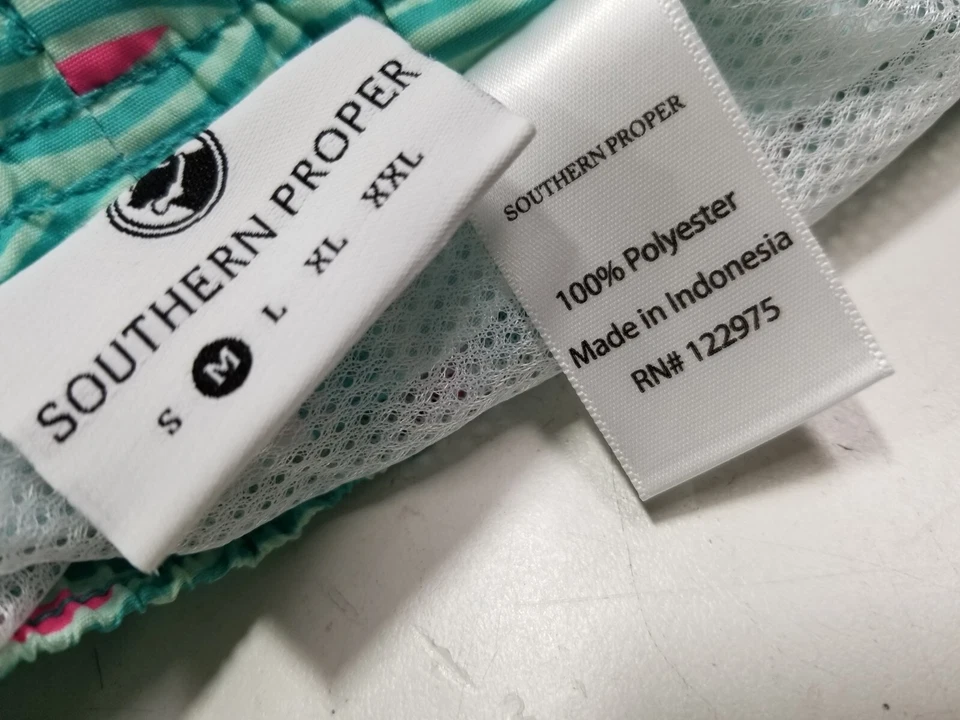 SOUTHERN PROPER
S M L XL XXL
SOUTHERN PROPER
100% Polyester
Made in Indonesia
RN# 122975